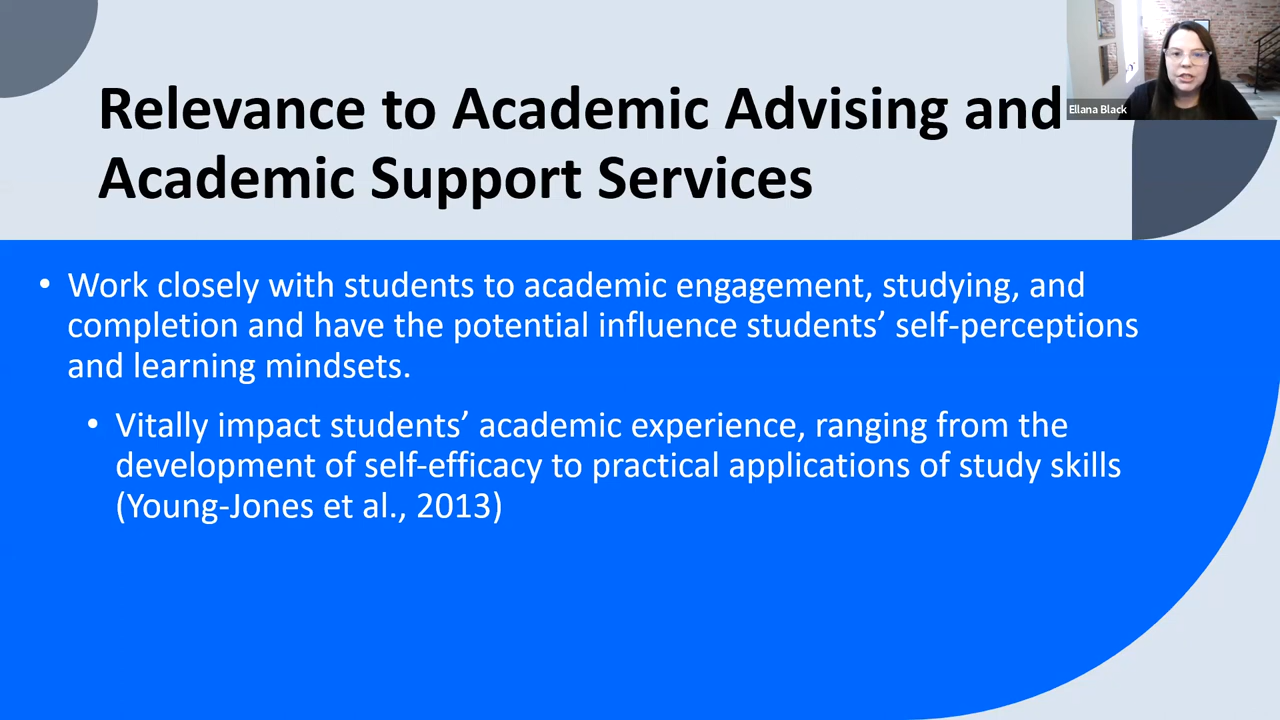 Relevance to Academic Advising and
Academic Support Services
Ellana Black
• Work closely with students to academic engagement, studying, and
completion and have the potential influence students’ self-perceptions
and learning mindsets.
• Vitally impact students’ academic experience, ranging from the
development of self-efficacy to practical applications of study skills
(Young-Jones et al., 2013)